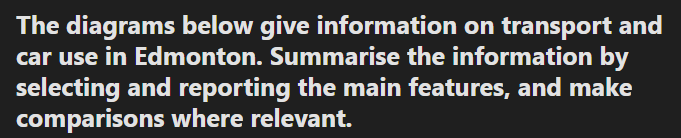 The diagrams below give information on transport and
car use in Edmonton. Summarise the information by
selecting and reporting the main features, and make
comparisons where relevant.